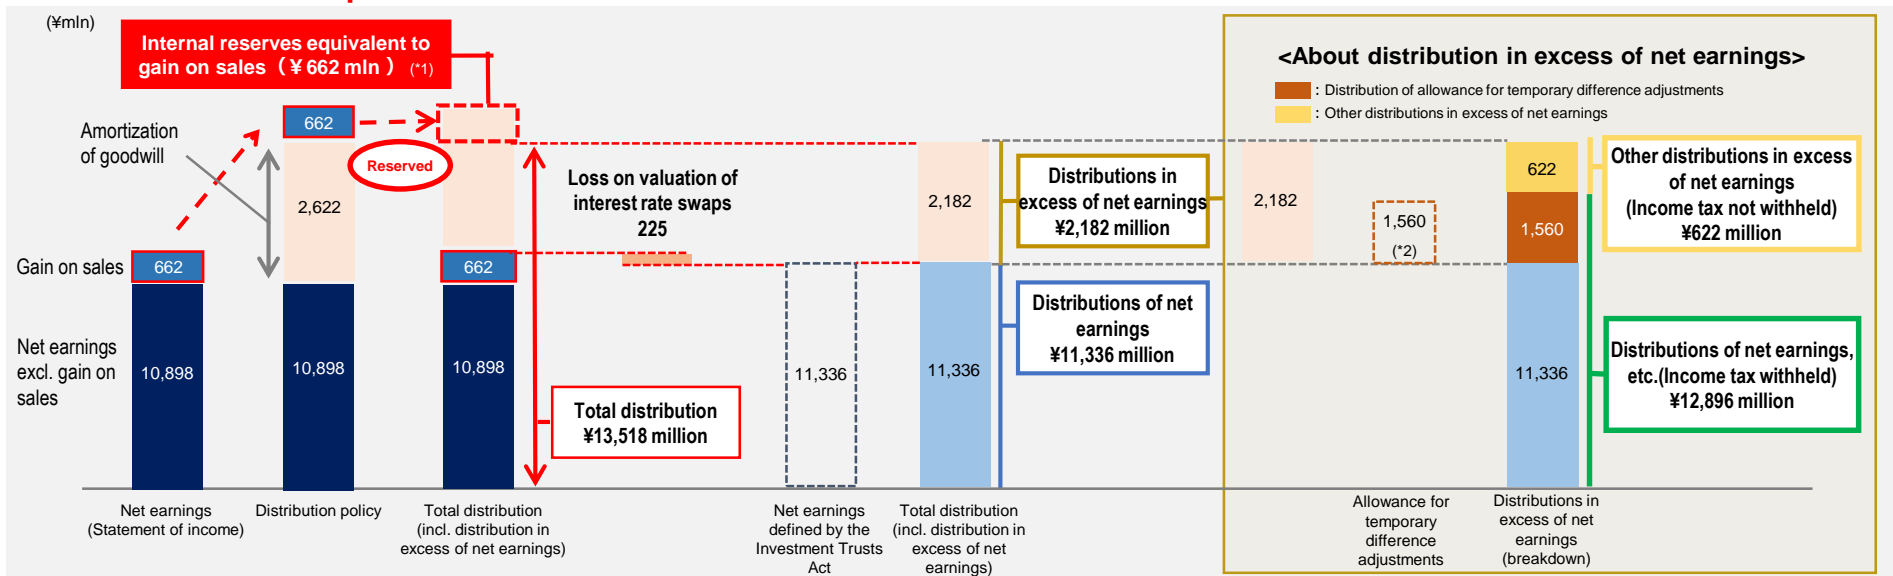 (¥mln)
Internal reserves equivalent to
gain on sales (¥ 662 mln ) (*1)
Amortization
of goodwill
Gain on sales
Net earnings
excl. gain on
sales
662
10,898
Net earnings
(Statement of income)
662
2,622
10,898
Distribution policy
Reserved
662
10,898
Total distribution
(incl. distribution in
excess of net earnings)
Loss on valuation of
interest rate swaps
225
Total distribution
¥13,518 million
11,336
Net earnings
defined by the
Investment Trusts
Act
2,182
11,336
Total distribution
(incl. distribution in
excess of net
earnings)
Distributions in
excess of net earnings
¥2,182 million
Distributions of net
earnings
¥11,336 million
<About distribution in excess of net earnings>
: Distribution of allowance for temporary difference adjustments
: Other distributions in excess of net earnings
2,182
1,560
(*2)
Allowance for
temporary
difference
adjustments
622
1,560
11,336
Distributions in
excess of net
earnings
(breakdown)
Other distributions in excess
of net earnings
(Income tax not withheld)
¥622 million
Distributions of net earnings,
etc.(Income tax withheld)
¥12,896 million